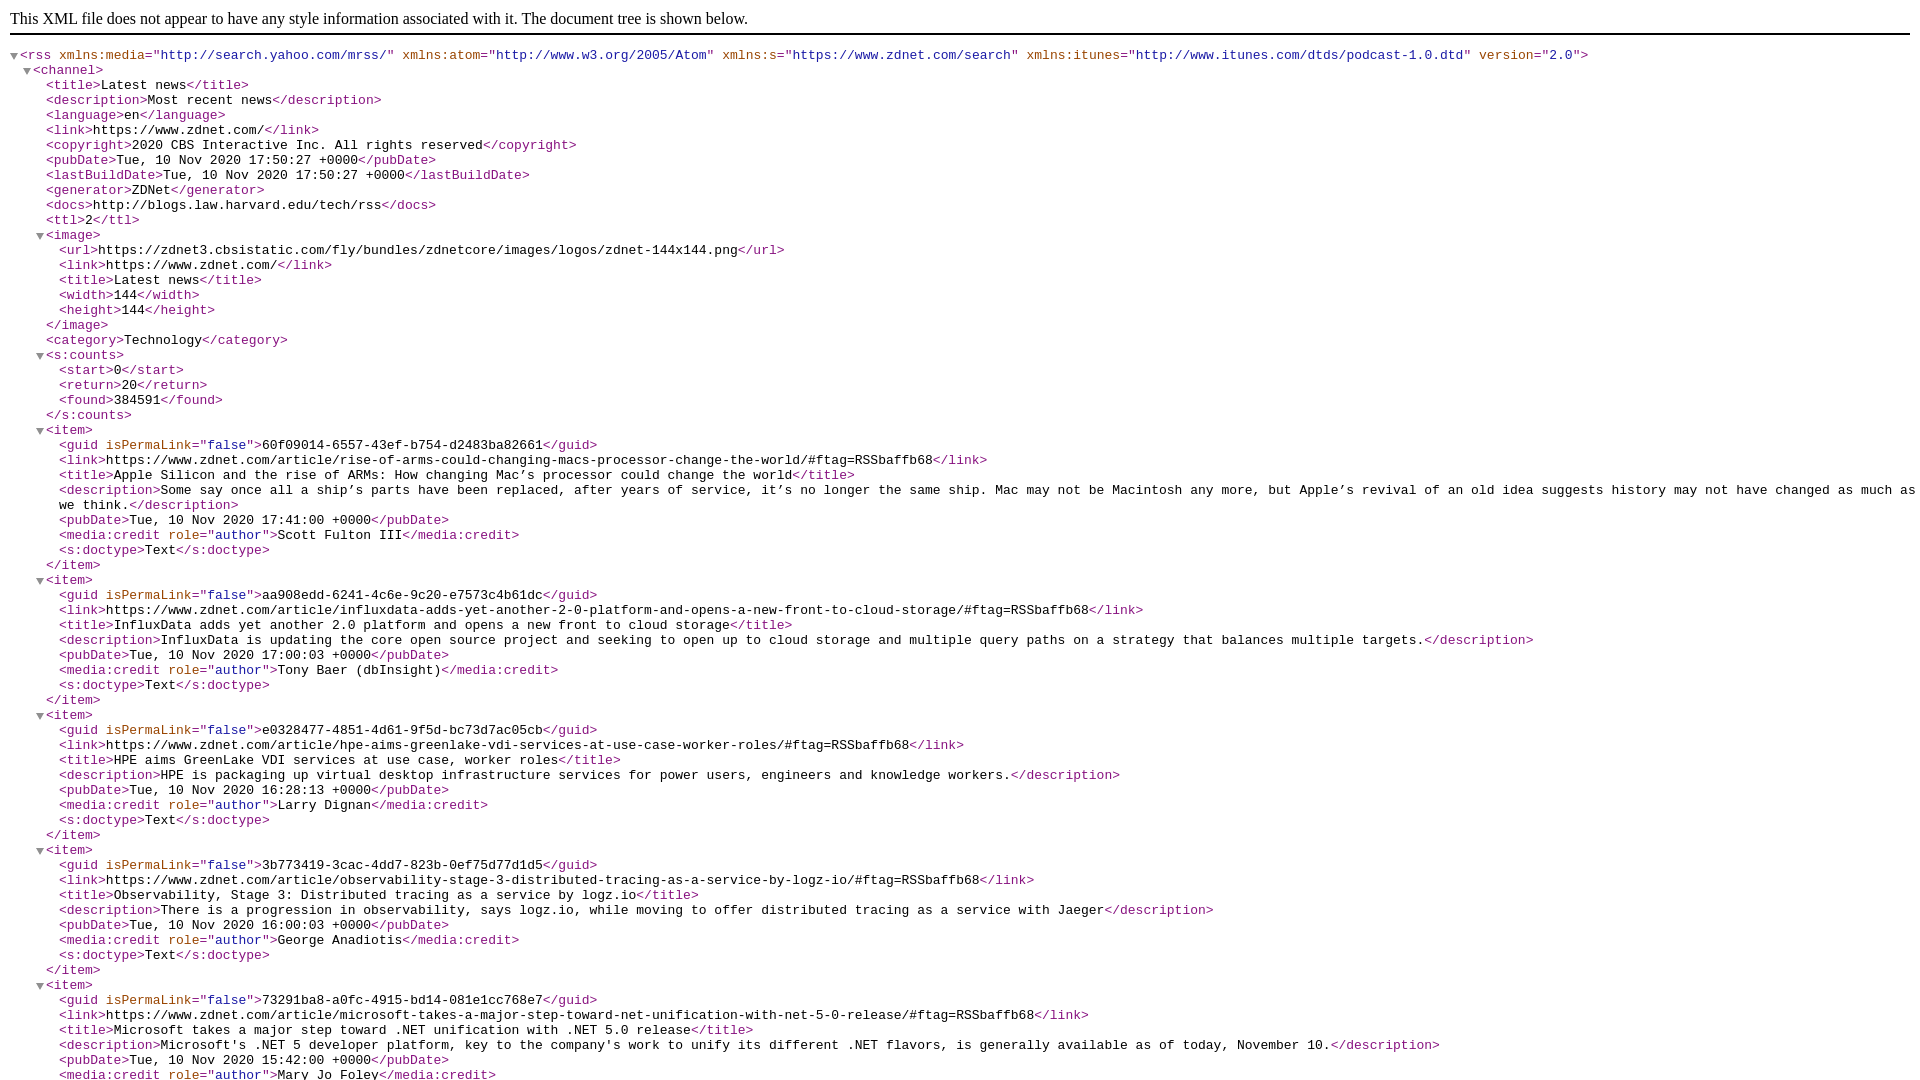 This XML file does not appear to have any style information associated with it. The document tree is shown below.
<rss xmlns:media="http://search.yahoo.com/mrss/" xmlns:atom="http://www.w3.org/2005/Atom" xmlns:s="https://www.zdnet.com/search" xmlns:itunes="http://www.itunes.com/dtds/podcast-1.0.dtd" version="2.0">
<channel>
<title>Latest news</title>
<description>Most recent news</description>
<language>en</language>
<link>https://www.zdnet.com/</link>
<copyright>2020 CBS Interactive Inc. All rights reserved</copyright>
<pubDate>Tue, 10 Nov 2020 17:50:27 +0000</pubDate>
<lastBuildDate>Tue, 10 Nov 2020 17:50:27 +0000</lastBuildDate>
<generator>ZDNet</generator>
<docs>http://blogs.law.harvard.edu/tech/rss</docs>
<ttl>2</ttl>
<image>
<url>https://zdnet3.cbsistatic.com/fly/bundles/zdnetcore/images/logos/zdnet-144x144.png</url>
<link>https://www.zdnet.com/</link>
<title>Latest news</title>
<width>144</width>
<height>144</height>
</image>
<category>Technology</category>
<s:counts>
<start>0</start>
<return>20</return>
<found>384591</found>
</s:counts>
<item>
<guid isPermaLink="false">60f09014-6557-43ef-b754-d2483ba82661</guid>
<link>https://www.zdnet.com/article/rise-of-arms-could-changing-macs-processor-change-the-world/#ftag=RSSbaffb68</link>
<title>Apple Silicon and the rise of ARMs: How changing Mac’s processor could change the world</title>
<description>Some say once all a ship’s parts have been replaced, after years of service, it’s no longer the same ship. Mac may not be Macintosh any more, but Apple’s revival of an old idea suggests history may not have changed as much as
we think.</description>
<pubDate>Tue, 10 Nov 2020 17:41:00 +0000</pubDate>
<media:credit role="author">Scott Fulton III</media:credit>
<s:doctype>Text</s:doctype>
</item>
<item>
<guid isPermaLink="false">aa908edd-6241-4c6e-9c20-e7573c4b61dc</guid>
<link>https://www.zdnet.com/article/influxdata-adds-yet-another-2-0-platform-and-opens-a-new-front-to-cloud-storage/#ftag=RSSbaffb68</link>
<title>InfluxData adds yet another 2.0 platform and opens a new front to cloud storage</title>
<description>InfluxData is updating the core open source project and seeking to open up to cloud storage and multiple query paths on a strategy that balances multiple targets.</description>
<pubDate>Tue, 10 Nov 2020 17:00:03 +0000</pubDate>
<media:credit role="author">Tony Baer (dbInsight)</media:credit>
<s:doctype>Text</s:doctype>
</item>
<item>
<guid isPermaLink="false">e0328477-4851-4d61-9f5d-bc73d7ac05cb</guid>
<link>https://www.zdnet.com/article/hpe-aims-greenlake-vdi-services-at-use-case-worker-roles/#ftag=RSSbaffb68</link>
<title>HPE aims GreenLake VDI services at use case, worker roles</title>
<description>HPE is packaging up virtual desktop infrastructure services for power users, engineers and knowledge workers.</description>
<pubDate>Tue, 10 Nov 2020 16:28:13 +0000</pubDate>
<media:credit role="author">Larry Dignan</media:credit>
<s:doctype>Text</s:doctype>
</item>
<item>
<guid isPermaLink="false">3b773419-3cac-4dd7-823b-0ef75d77d1d5</guid>
<link>https://www.zdnet.com/article/observability-stage-3-distributed-tracing-as-a-service-by-logz-io/#ftag=RSSbaffb68</link>
<title>Observability, Stage 3: Distributed tracing as a service by logz.io</title>
<description>There is a progression in observability, says logz.io, while moving to offer distributed tracing as a service with Jaeger</description>
<pubDate>Tue, 10 Nov 2020 16:00:03 +0000</pubDate>
<media:credit role="author">George Anadiotis</media:credit>
<s:doctype>Text</s:doctype>
</item>
<item>
<guid isPermaLink="false">73291ba8-a0fc-4915-bd14-081e1cc768e7</guid>
<link>https://www.zdnet.com/article/microsoft-takes-a-major-step-toward-net-unification-with-net-5-0-release/#ftag=RSSbaffb68</link>
<title>Microsoft takes a major step toward .NET unification with .NET 5.0 release</title>
<description>Microsoft's .NET 5 developer platform, key to the company's work to unify its different .NET flavors, is generally available as of today, November 10.</description>
<pubDate>Tue, 10 Nov 2020 15:42:00 +0000</pubDate>
<media:credit role="author">Mary Jo Foley</media:credit>